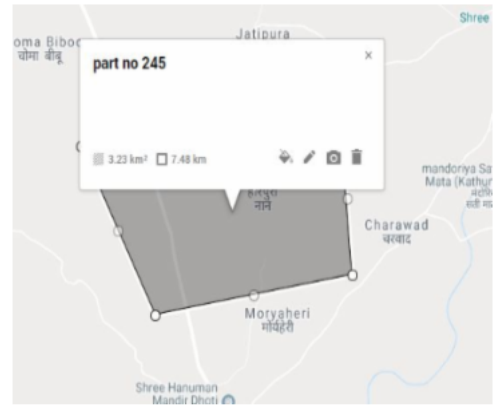 Shree
Jatipura
oma Biboo
चोमा बीबू
part no 245
3.23 km² 7.48 km
mandoriya Sa
Mata (Kathur
Charawad
चरवाद
नाने
Moryaheri
मोर्यहेरी
Shree Hanuman
Mandir Dhoti